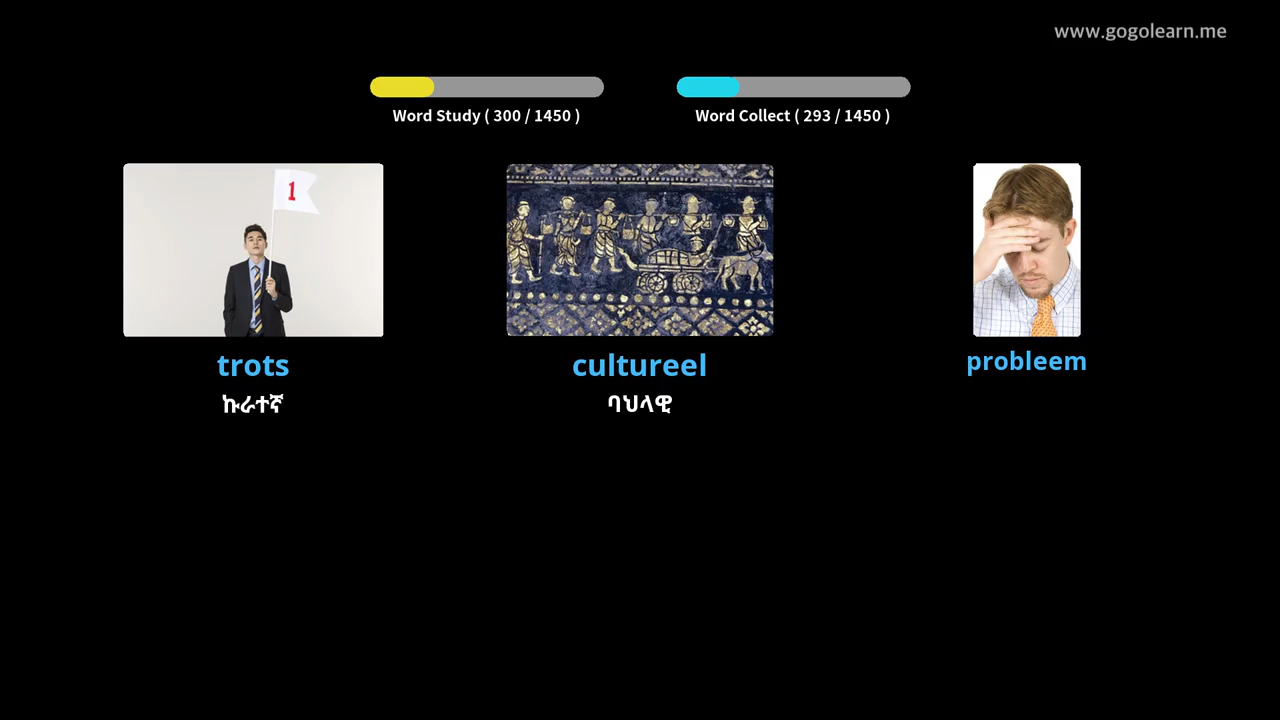 www.gogolearn.me
Word Study ( 300 / 1450 )
Word Collect ( 293 / 1450 )
1
trots
cultureel
probleem
ኩራተኛ
ባህላዊ